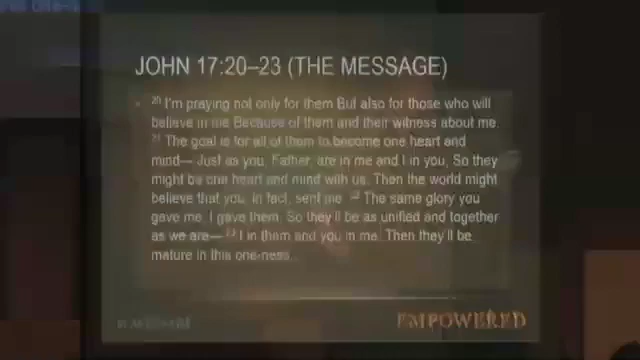 JOHN 17:20–23 (THE MESSAGE)
20 I'm praying not only for them But also for those who will
believe in me Because of them and their witness about me.
21 The goal is for all of them to become one heart and
mind— Just as you, Father, are in me and I in you, So they
might be one heart and mind with us. Then the world might
believe that you, in fact, sent me. 22 The same glory you
gave me, I gave them, So they'll be as unified and together
as we are— 23 I in them and you in me. Then they'll be
mature in this one-ness.
EMPOWERED